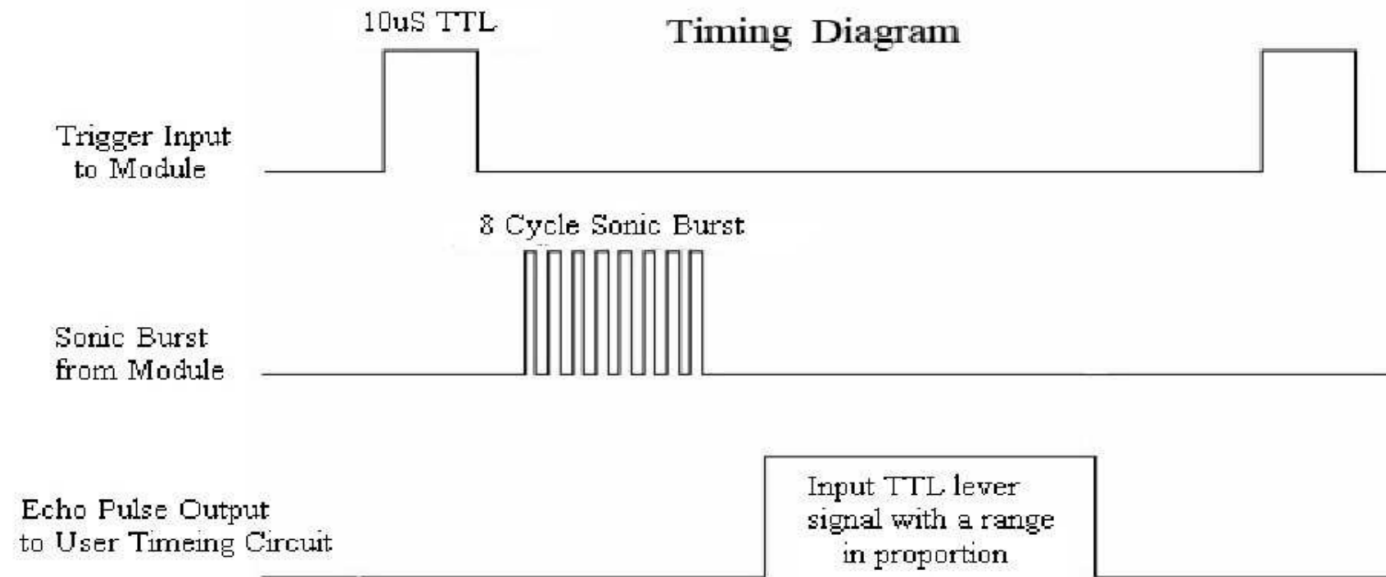 10uS TTL
Timing Diagram
Trigger Input
to Module
8 Cycle Sonic Burst
Sonic Burst
from Module
Echo Pulse Output
to User Timeing Circuit
Input TTL lever
signal with a range
in proportion